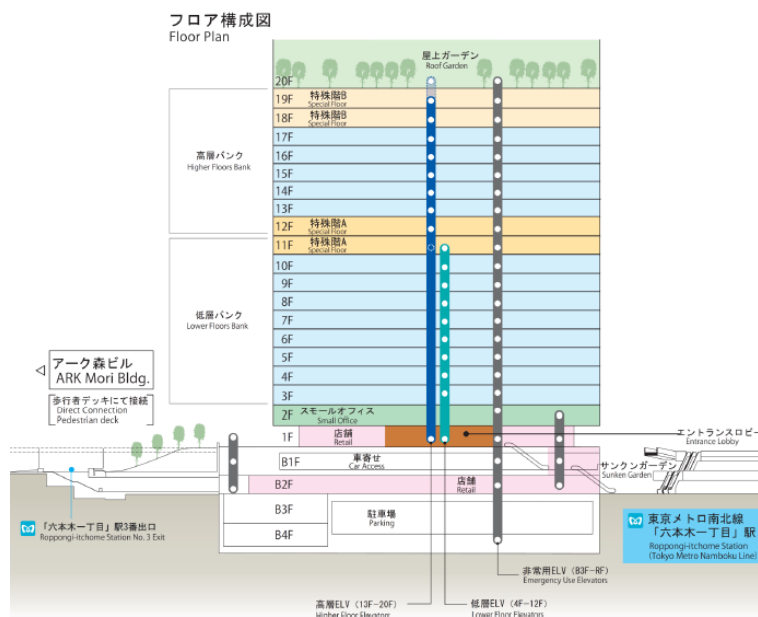 フロア構成図
Floor Plan
屋上ガーデン
Roof Garden
20F
19F 特殊階B
Special Floor
18F 特殊階B
Special Floor
17F
16F
15F
14F
13F
12F 特殊階A
Special Floor
11F 特殊階A
Special Floor
10F
9F
8F
7F
6F
5F
4F
3F
2F スモールオフィス
Small Office
1F 店舗
Retail
B1F 車寄せ
Car Access
B2F 店舗
Retail
B3F
B4F
駐車場
Parking
高層バンク
Higher Floors Bank
低層バンク
Lower Floors Bank
アーク森ビル
ARK Mori Bldg.
歩行者デッキにて接続
Direct Connection
Pedestrian deck
エントランスロビー
Entrance Lobby
サンクンガーデン
Sunken Garden
「六本木一丁目」駅3番出口
Roppongi-itchome Station No. 3 Exit
東京メトロ南北線
「六本木一丁目」駅
Roppongi-itchome Station
(Tokyo Metro Namboku Line)
非常用ELV (B3F-RF)
Emergency Use Elevators
高層ELV (13F-20F)
Higher Floor Elevators
低層ELV (4F-12F)
Lower Floor Elevators